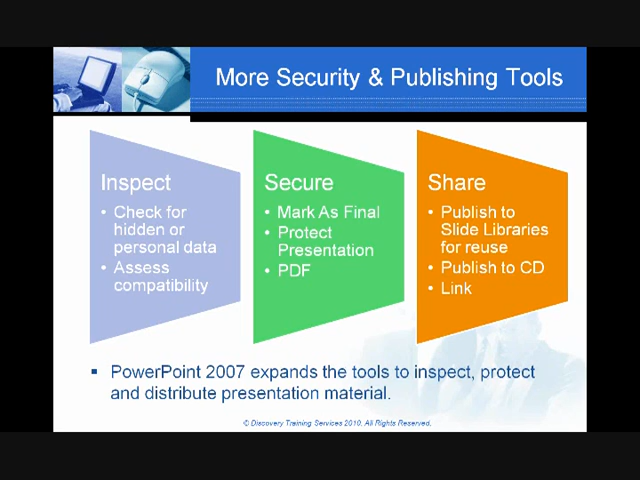 More Security & Publishing Tools
Inspect
• Check for
hidden or
personal data
• Assess
compatibility
Secure
• Mark As Final
• Protect
Presentation
• PDF
Share
• Publish to
Slide Libraries
for reuse
• Publish to CD
• Link
▪ PowerPoint 2007 expands the tools to inspect, protect
and distribute presentation material.
© Discovery Training Services 2010. All Rights Reserved.